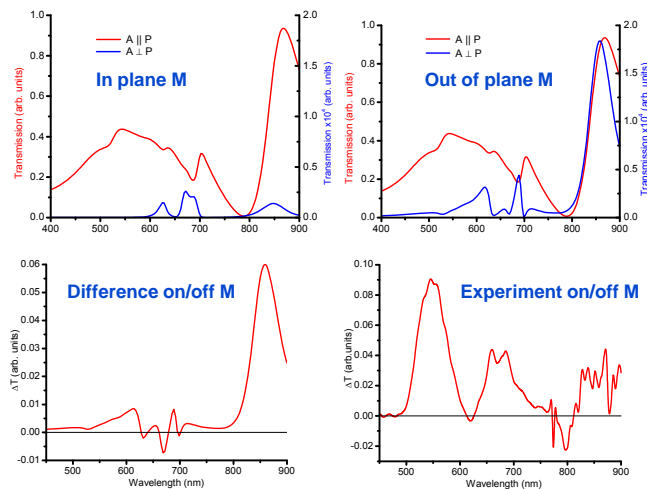 A || P
A ⊥ P
In plane M
Transmission (arb. units)
1.0
0.8
0.6
0.4
0.2
0.0
2.0
1.5
1.0
0.5
0.0
Transmission x10⁴ (arb. units)
400 500 600 700 800 900
A || P
A ⊥ P
Out of plane M
Transmission (arb. units)
1.0
0.8
0.6
0.4
0.2
0.0
2.0
1.5
1.0
0.5
0.0
Transmission x10⁴ (arb. units)
400 500 600 700 800 900
Difference on/off M
ΔT (arb. units)
0.06
0.05
0.04
0.03
0.02
0.01
0.00
-0.01
500 600 700 800 900
Wavelength (nm)
Experiment on/off M
ΔT (arb.units)
0.10
0.08
0.06
0.04
0.02
0.00
-0.02
500 600 700 800 900
Wavelength (nm)